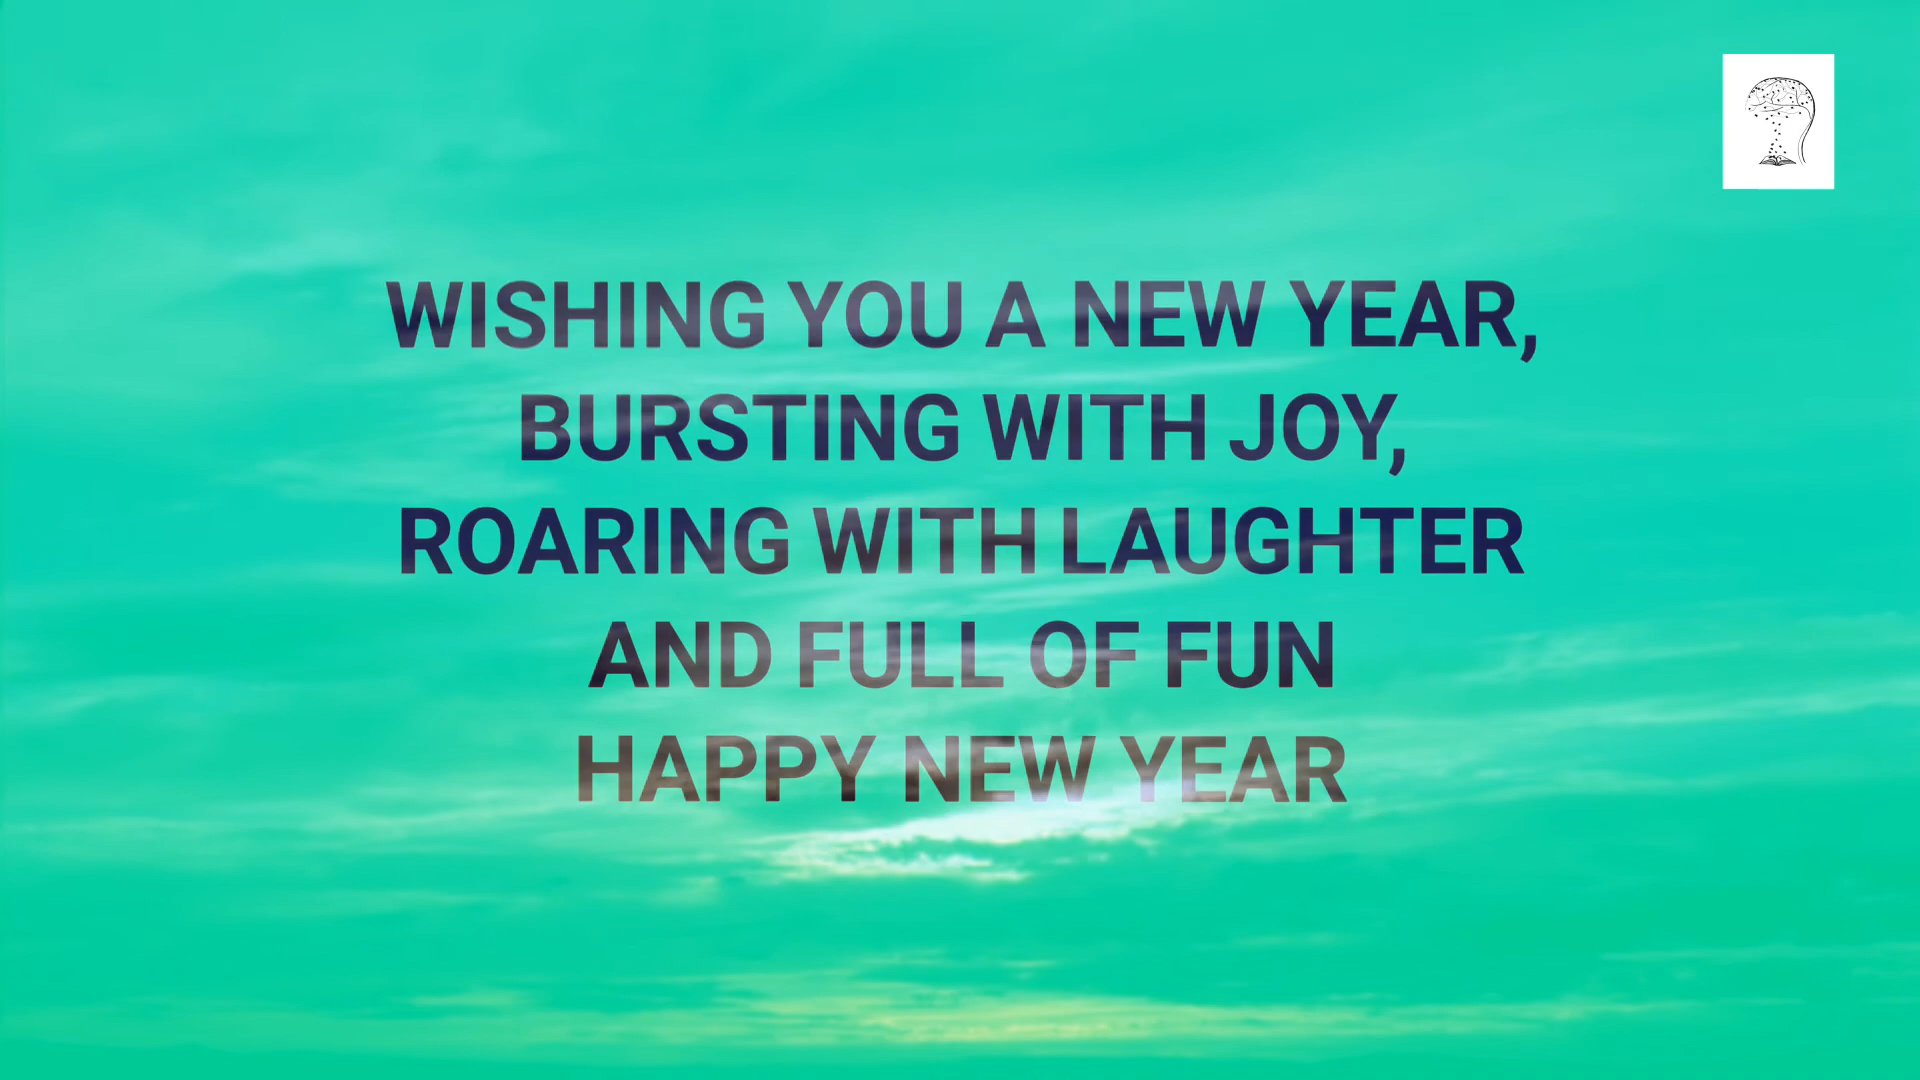 WISHING YOU A NEW YEAR,
BURSTING WITH JOY,
ROARING WITH LAUGHTER
AND FULL OF FUN
HAPPY NEW YEAR